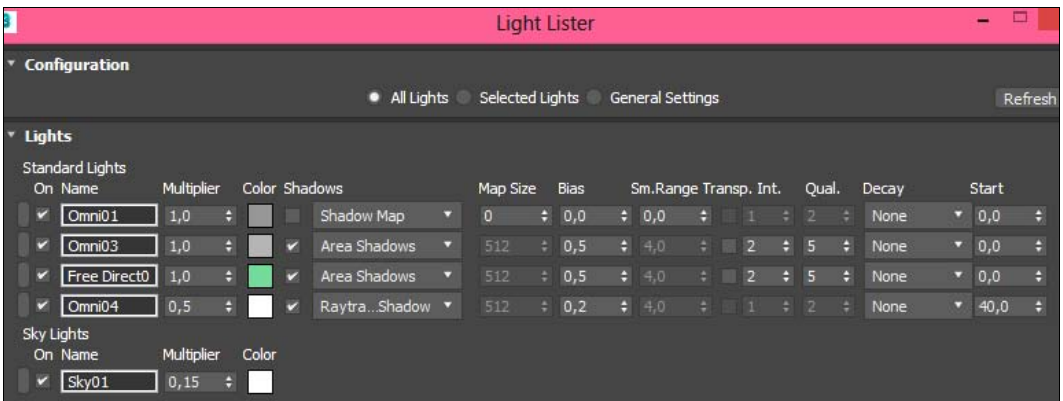 Light Lister
Configuration
All Lights Selected Lights General Settings Refresh
Lights
Standard Lights
On Name Multiplier Color Shadows Map Size Bias Sm.Range Transp. Int. Qual. Decay Start
Omni01 1,0 Shadow Map 0 0,0 0,0 1 2 None 0,0
Omni03 1,0 Area Shadows 512 0,5 4,0 2 5 None 0,0
Free Direct0 1,0 Area Shadows 512 0,5 4,0 2 5 None 0,0
Omni04 0,5 Raytra...Shadow 512 0,2 4,0 1 2 None 40,0
Sky Lights
On Name Multiplier Color
Sky01 0,15